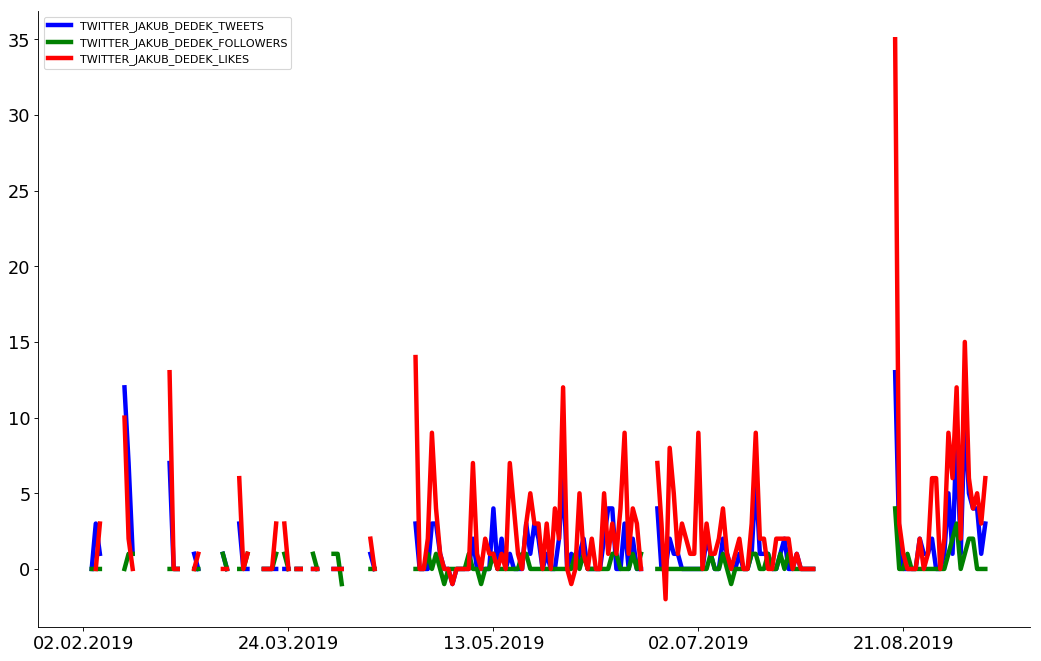 TWITTER_JAKUB_DEDEK_TWEETS
TWITTER_JAKUB_DEDEK_FOLLOWERS
TWITTER_JAKUB_DEDEK_LIKES
35
30
25
20
15
10
5
0
02.02.2019 24.03.2019 13.05.2019 02.07.2019 21.08.2019